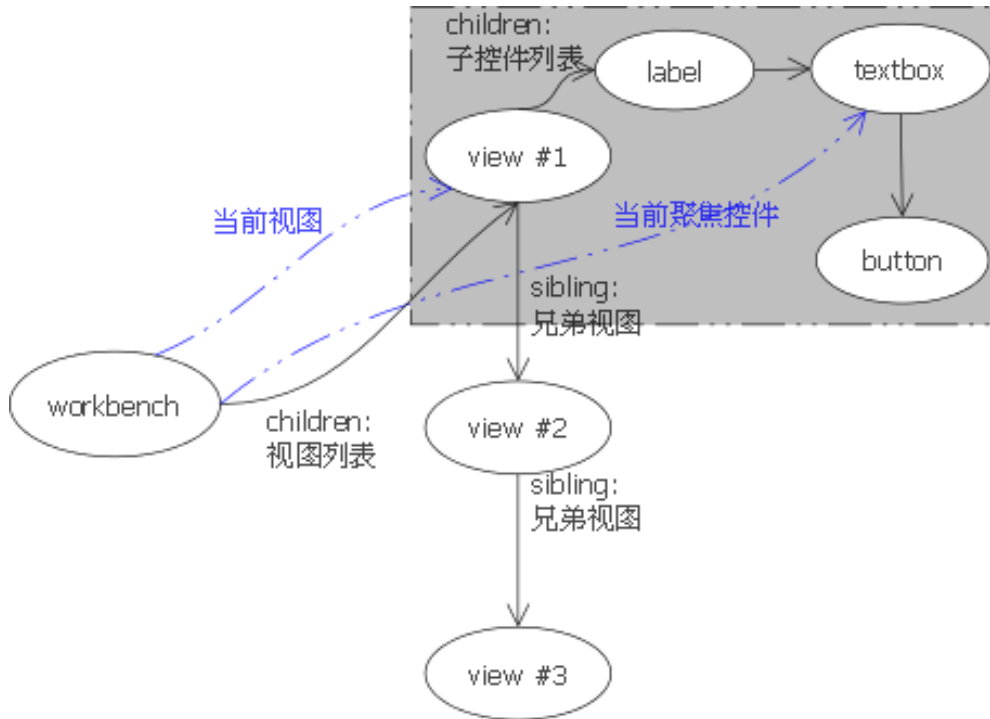 children:
子控件列表
label
textbox
view #1
当前视图
当前聚焦控件
button
sibling:
兄弟视图
workbench
children:
视图列表
view #2
sibling:
兄弟视图
view #3